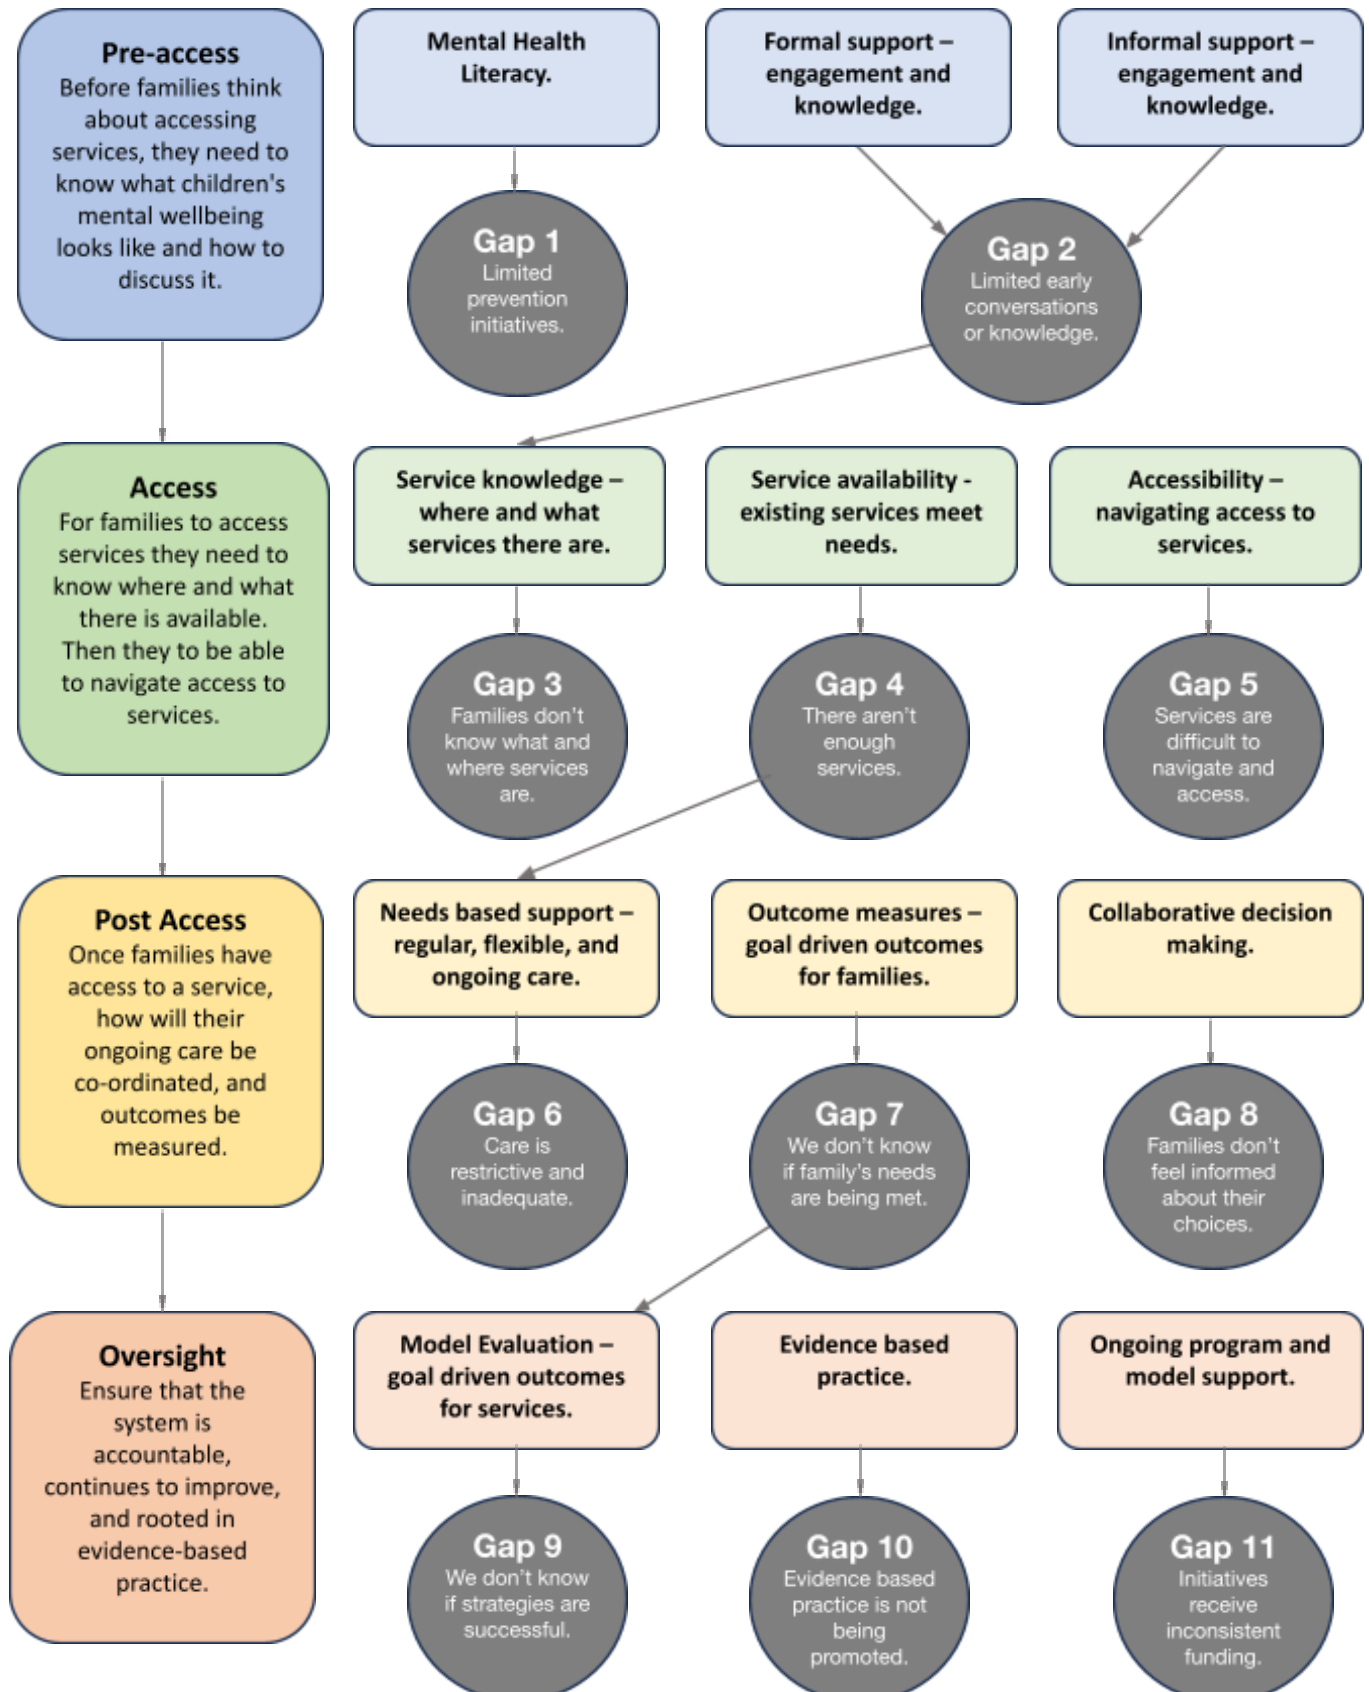 Pre-access
Before families think
about accessing
services, they need to
know what children's
mental wellbeing
looks like and how to
discuss it.
Mental Health
Literacy.
Formal support –
engagement and
knowledge.
Informal support –
engagement and
knowledge.
Gap 1
Limited
prevention
initiatives.
Gap 2
Limited early
conversations
or knowledge.
Access
For families to access
services they need to
know where and what
there is available.
Then they to be able
to navigate access to
services.
Service knowledge –
where and what
services there are.
Service availability -
existing services meet
needs.
Accessibility –
navigating access to
services.
Gap 3
Families don't
know what and
where services
are.
Gap 4
There aren't
enough
services.
Gap 5
Services are
difficult to
navigate and
access.
Post Access
Once families have
access to a service,
how will their
ongoing care be
co-ordinated, and
outcomes be
measured.
Needs based support –
regular, flexible, and
ongoing care.
Outcome measures –
goal driven outcomes
for families.
Collaborative decision
making.
Gap 6
Care is
restrictive and
inadequate.
Gap 7
We don't know
if family's needs
are being met.
Gap 8
Families don't
feel informed
about their
choices.
Oversight
Ensure that the
system is
accountable,
continues to improve,
and rooted in
evidence-based
practice.
Model Evaluation –
goal driven outcomes
for services.
Evidence based
practice.
Ongoing program and
model support.
Gap 9
We don't know
if strategies are
successful.
Gap 10
Evidence based
practice is not
being
promoted.
Gap 11
Initiatives
receive
inconsistent
funding.